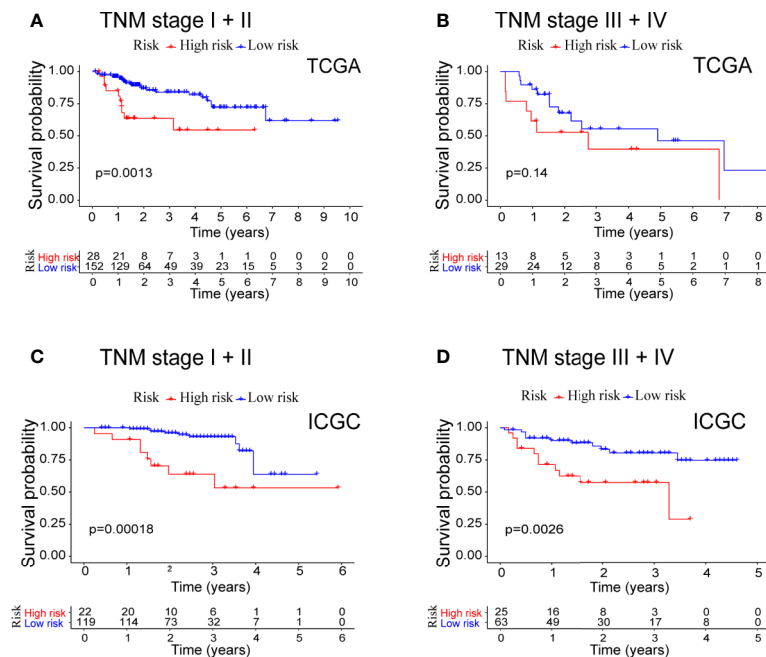 A TNM stage I + II
Risk High risk Low risk
TCGA
Survival probability
1.00
0.75
0.50
0.25
0.00
p=0.0013
0 1 2 3 4 5 6 7 8 9 10
Time (years)
Risk
High risk 28 21 8 7 3 1 1 0 0 0 0
Low risk 152 129 64 49 39 23 15 5 3 2 0
0 1 2 3 4 5 6 7 8 9 10
Time (years)
B TNM stage III + IV
Risk High risk Low risk
TCGA
Survival probability
1.00
0.75
0.50
0.25
0.00
p=0.14
0 1 2 3 4 5 6 7 8
Time (years)
Risk
High risk 13 8 5 3 3 1 1 0 0
Low risk 29 24 12 8 6 5 2 1 1
0 1 2 3 4 5 6 7 8
Time (years)
C TNM stage I + II
Risk High risk Low risk
ICGC
Survival probability
1.00
0.75
0.50
0.25
0.00
p=0.00018
0 1 2 3 4 5 6
Time (years)
Risk
High risk 22 20 10 6 1 1 0
Low risk 119 114 73 32 7 1 0
0 1 2 3 4 5 6
Time (years)
D TNM stage III + IV
Risk High risk Low risk
ICGC
Survival probability
1.00
0.75
0.50
0.25
0.00
p=0.0026
0 1 2 3 4 5
Time (years)
Risk
High risk 25 16 8 3 0 0
Low risk 63 49 30 17 8 0
0 1 2 3 4 5
Time (years)